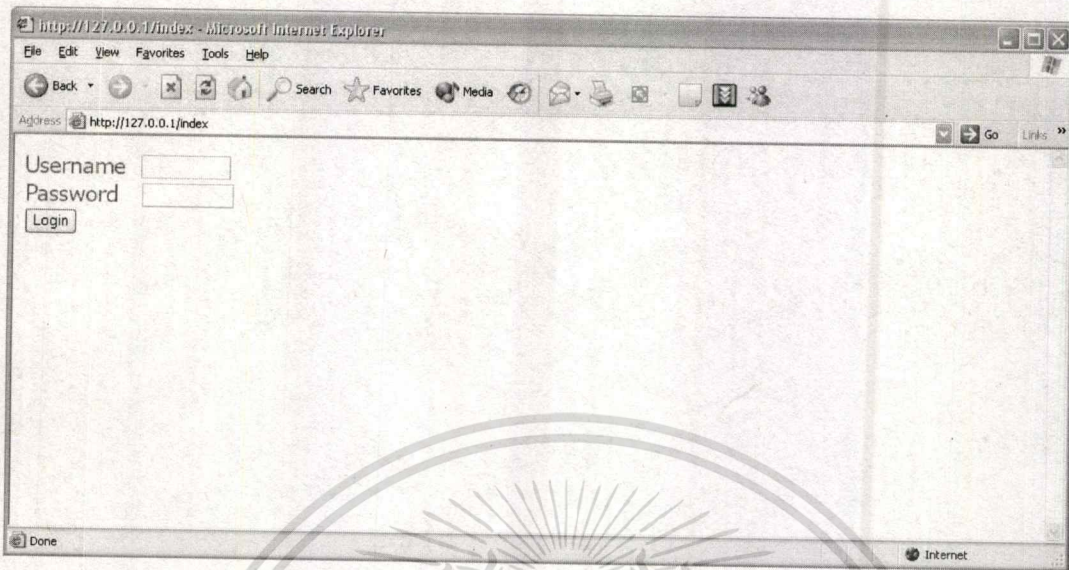 http://127.0.0.1/index - Microsoft Internet Explorer
File Edit View Favorites Tools Help
Back Search Favorites Media
Address http://127.0.0.1/index Go Links »
Username
Password
Login
Done Internet